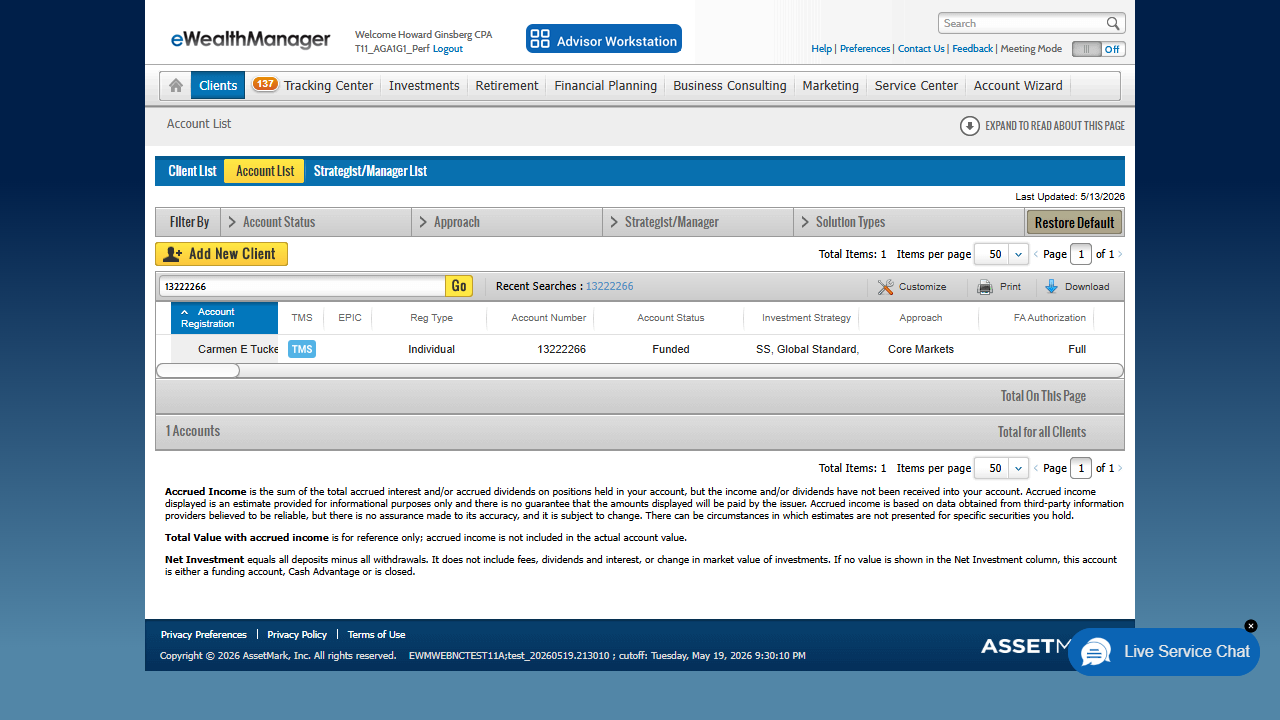 eWealthManager
Welcome Howard Ginsberg CPA
T11_AGA1G1_Perf Logout
Advisor Workstation
Search
Help | Preferences | Contact Us | Feedback | Meeting Mode
Off
Clients
137 Tracking Center
Investments
Retirement
Financial Planning
Business Consulting
Marketing
Service Center
Account Wizard
Account List
EXPAND TO READ ABOUT THIS PAGE
Client List
Account List
Strategist/Manager List
Last Updated: 5/13/2026
Filter By
Account Status
Approach
Strategist/Manager
Solution Types
Restore Default
Add New Client
Total Items: 1 Items per page 50 Page 1 of 1
13222266
Go
Recent Searches : 13222266
Customize
Print
Download
Account Registration TMS EPIC Reg Type Account Number Account Status Investment Strategy Approach FA Authorization
Carmen E Tucke TMS Individual 13222266 Funded SS, Global Standard, Core Markets Full
Total On This Page
1 Accounts
Total for all Clients
Total Items: 1 Items per page 50 Page 1 of 1
Accrued Income is the sum of the total accrued interest and/or accrued dividends on positions held in your account, but the income and/or dividends have not been received into your account. Accrued income
displayed is an estimate provided for informational purposes only and there is no guarantee that the amounts displayed will be paid by the issuer. Accrued income is based on data obtained from third-party information
providers believed to be reliable, but there is no assurance made to its accuracy, and it is subject to change. There can be circumstances in which estimates are not presented for specific securities you hold.
Total Value with accrued income is for reference only; accrued income is not included in the actual account value.
Net Investment equals all deposits minus all withdrawals. It does not include fees, dividends and interest, or change in market value of investments. If no value is shown in the Net Investment column, this account
is either a funding account, Cash Advantage or is closed.
Privacy Preferences | Privacy Policy | Terms of Use
Copyright © 2026 AssetMark, Inc. All rights reserved. EWMWEBNCTEST11A;test_20260519.213010 ; cutoff: Tuesday, May 19, 2026 9:30:10 PM
ASSETM
Live Service Chat